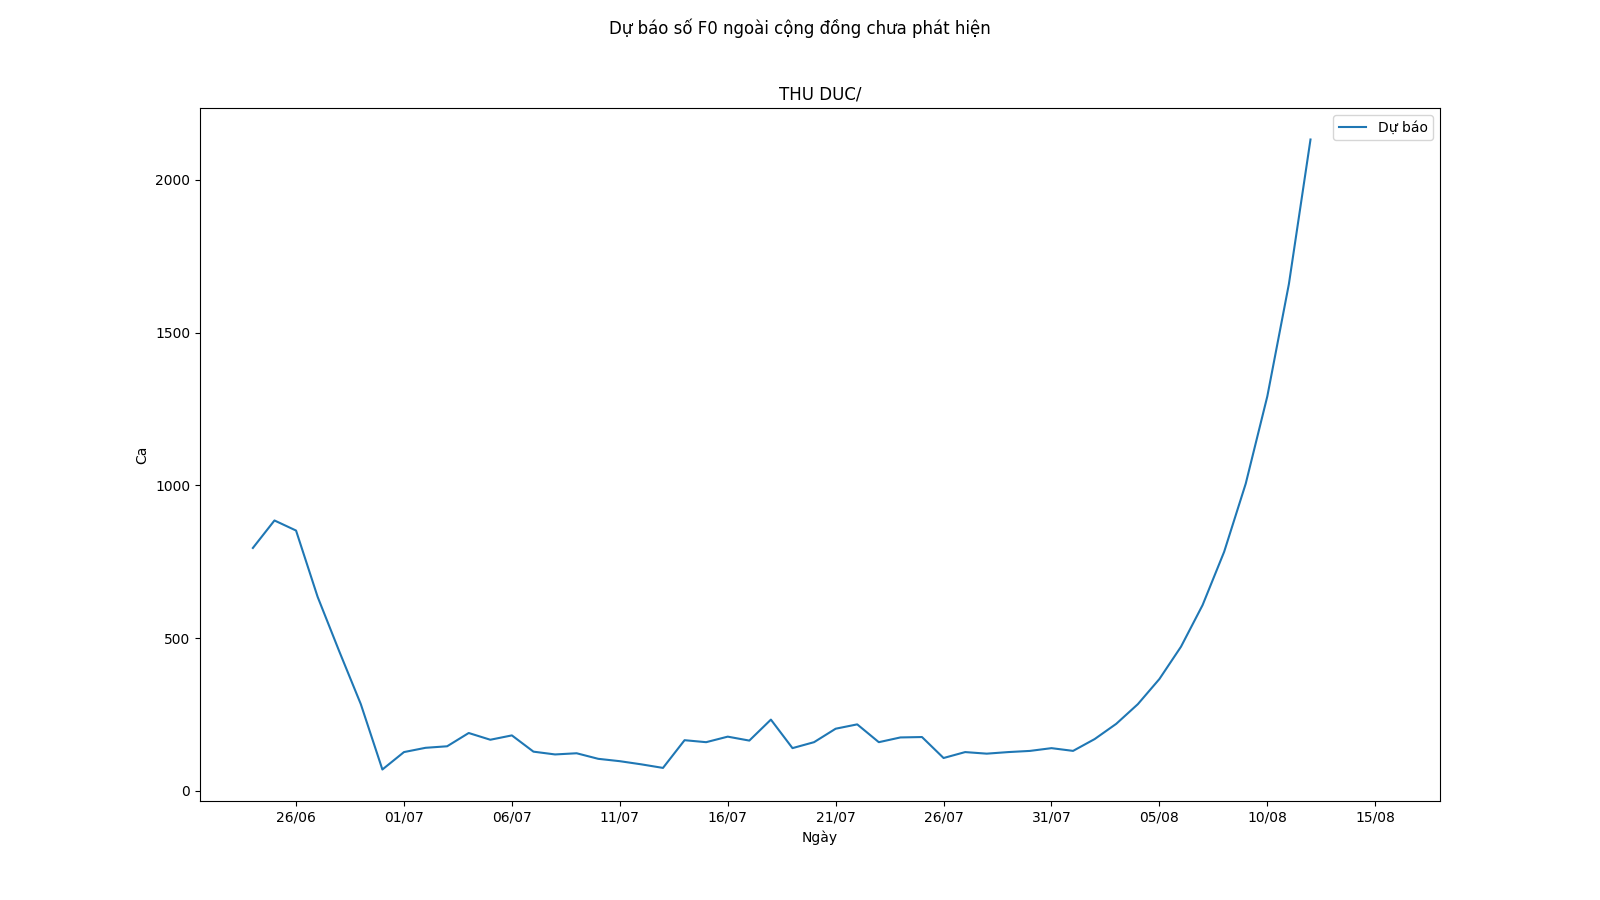 Dự báo số F0 ngoài cộng đồng chưa phát hiện
THU DUC/
Dự báo
2000
1500
1000
500
0
Ca
26/06 01/07 06/07 11/07 16/07 21/07 26/07 31/07 05/08 10/08 15/08
Ngày